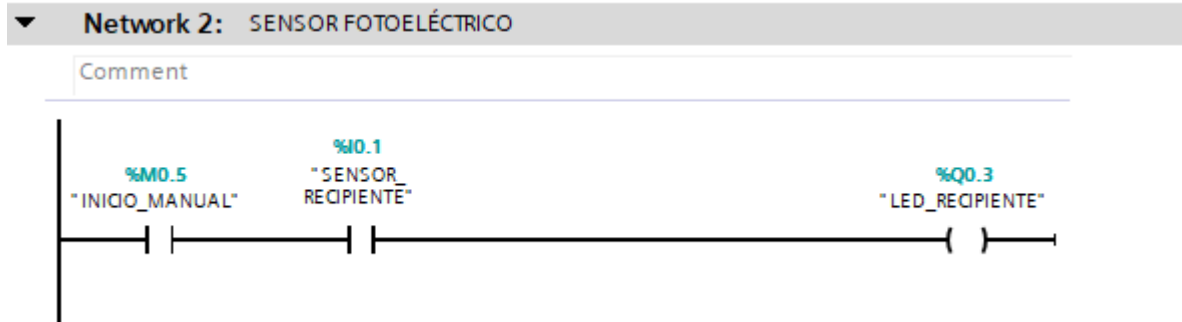 Network 2: SENSOR FOTOELÉCTRICO
Comment
%M0.5
"INICIO_MANUAL"
%I0.1
"SENSOR_
RECIPIENTE"
%Q0.3
"LED_RECIPIENTE"